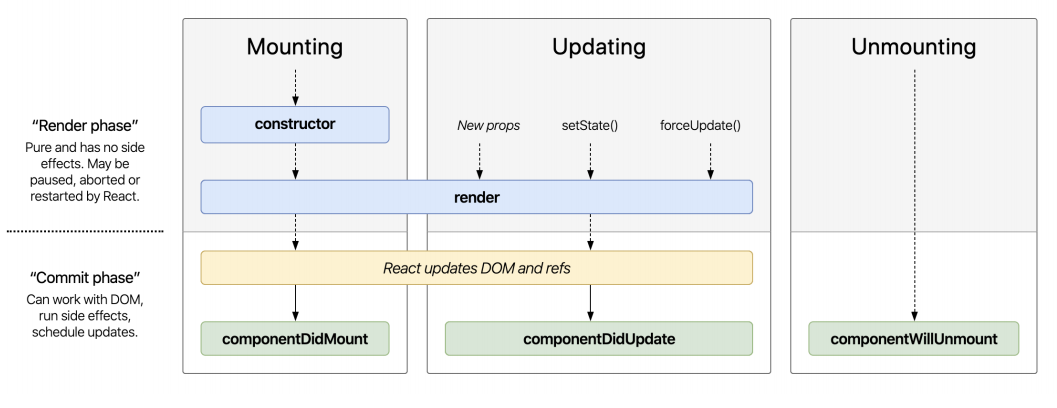 Mounting
Updating
Unmounting
“Render phase”
Pure and has no side
effects. May be
paused, aborted or
restarted by React.
constructor
New props
setState()
forceUpdate()
render
“Commit phase”
Can work with DOM,
run side effects,
schedule updates.
React updates DOM and refs
componentDidMount
componentDidUpdate
componentWillUnmount